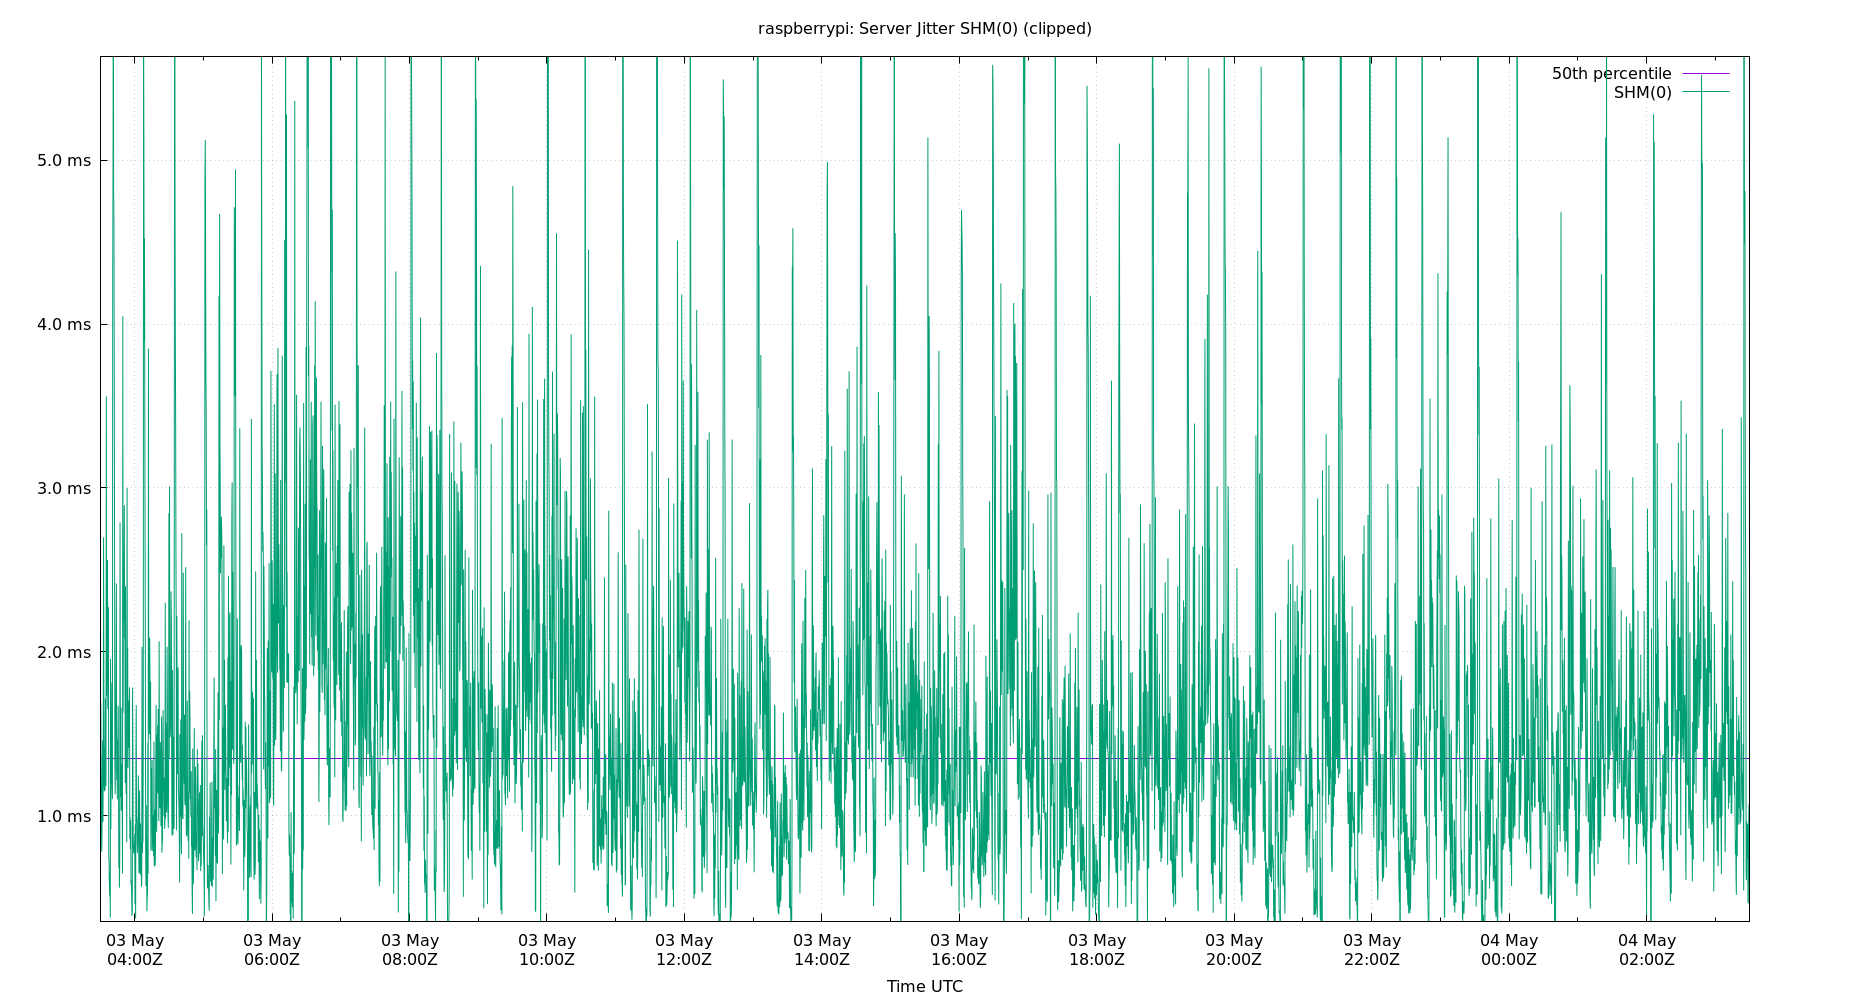 raspberrypi: Server Jitter SHM(0) (clipped)
50th percentile
SHM(0)
5.0 ms
4.0 ms
3.0 ms
2.0 ms
1.0 ms
03 May 03 May 03 May 03 May 03 May 03 May 03 May 03 May 03 May 03 May 04 May 04 May
04:00Z 06:00Z 08:00Z 10:00Z 12:00Z 14:00Z 16:00Z 18:00Z 20:00Z 22:00Z 00:00Z 02:00Z
Time UTC